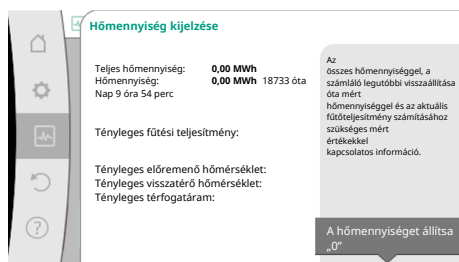 Hőmennyiség kijelzése
Teljes hőmennyiség: 0,00 MWh
Hőmennyiség: 0,00 MWh 18733 óta
Nap 9 óra 54 perc
Tényleges fűtési teljesítmény:
Tényleges előremenő hőmérséklet:
Tényleges visszatérő hőmérséklet:
Tényleges térfogatáram:
Az
összes hőmennyiséggel, a
számláló legutóbbi visszaállítása
óta mért
hőmennyiséggel és az aktuális
fűtőteljesítmény számításához
szükséges mért
értékekkel
kapcsolatos információ.
A hőmennyiséget állítsa
„0”